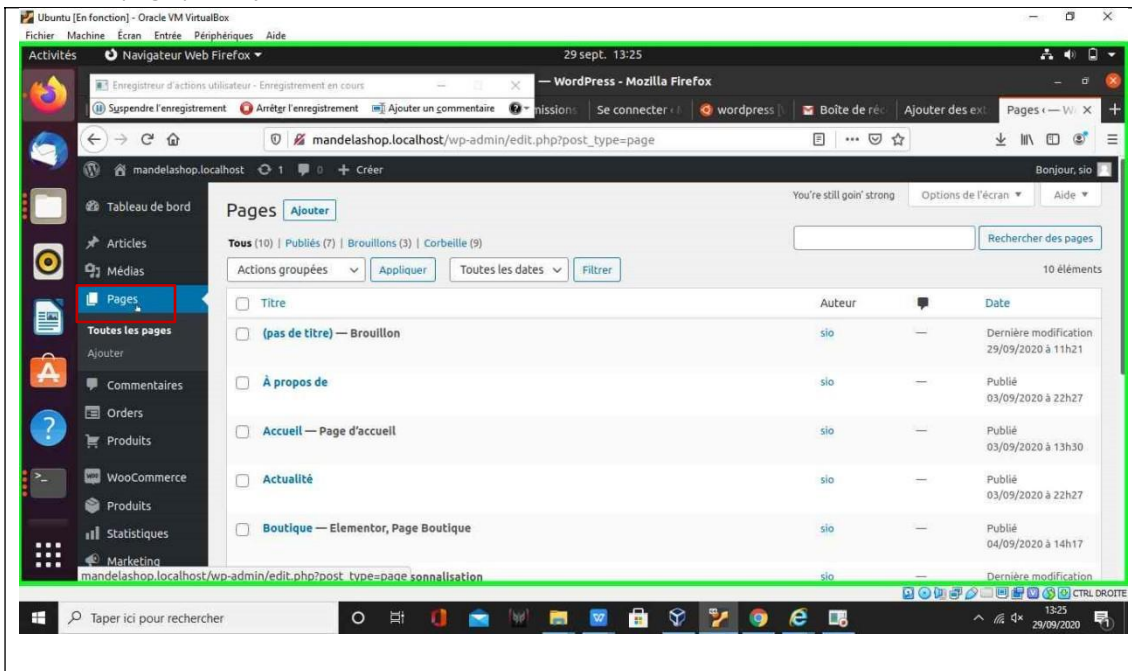 Ubuntu [En fonction] - Oracle VM VirtualBox
Fichier Machine Écran Entrée Périphériques Aide
Activités Navigateur Web Firefox 29 sept. 13:25
Enregistreur d'actions utilisateur - Enregistrement en cours — WordPress - Mozilla Firefox
Suspendre l'enregistrement Arrêter l'enregistrement Ajouter un commentaire missions Se connecter wordpress Boîte de réc Ajouter des ext Pages ‹ — W
mandelashop.localhost/wp-admin/edit.php?post_type=page
mandelashop.localhost 1 0 + Créer Bonjour, sio
Tableau de bord
Articles
Médias
Pages
Toutes les pages
Ajouter
Commentaires
Orders
Produits
WooCommerce
Produits
Statistiques
Marketing
You're still goin' strong Options de l'écran Aide
Pages Ajouter
Tous (10) | Publiés (7) | Brouillons (3) | Corbeille (9) Rechercher des pages
Actions groupées Appliquer Toutes les dates Filtrer 10 éléments
Titre Auteur Date
(pas de titre) — Brouillon sio — Dernière modification
29/09/2020 à 11h21
À propos de sio — Publié
03/09/2020 à 22h27
Accueil — Page d'accueil sio — Publié
03/09/2020 à 13h30
Actualité sio — Publié
03/09/2020 à 22h27
Boutique — Elementor, Page Boutique sio — Publié
04/09/2020 à 14h17
sonnalisation sio — Dernière modification
mandelashop.localhost/wp-admin/edit.php?post_type=page
CTRL DROITE
Taper ici pour rechercher 13:25
29/09/2020